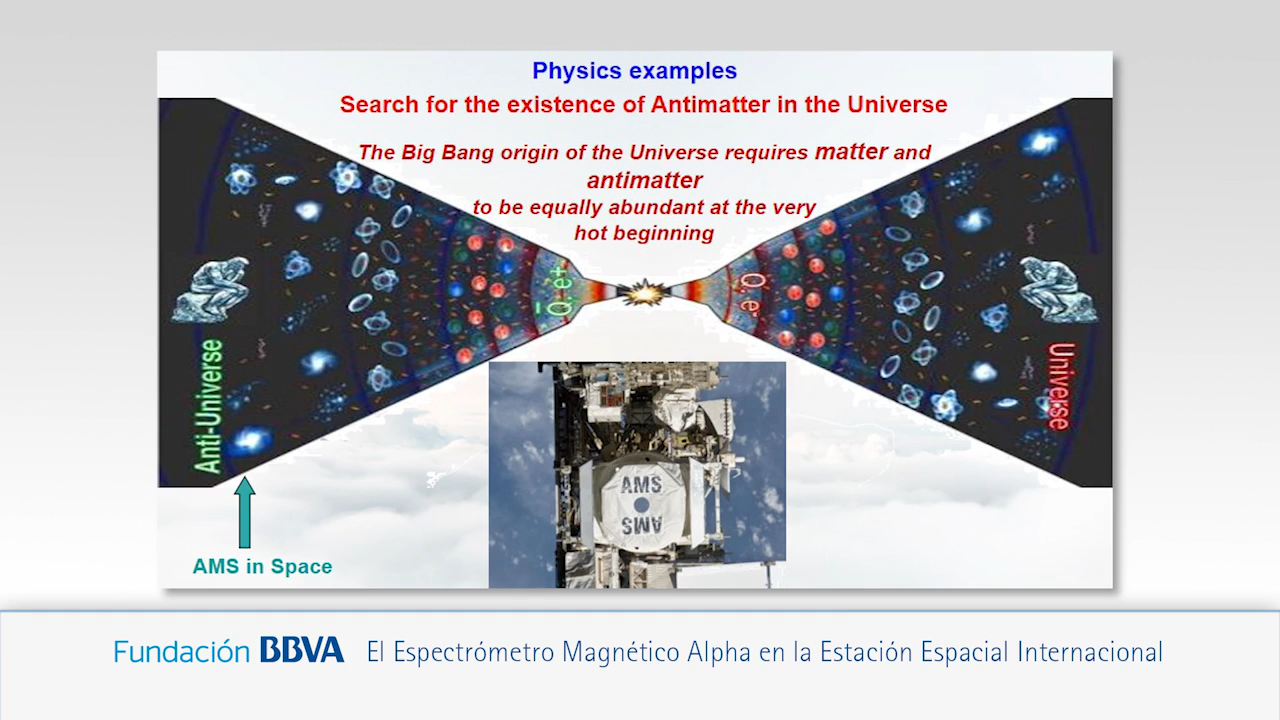 Physics examples
Search for the existence of Antimatter in the Universe
The Big Bang origin of the Universe requires matter and
antimatter
to be equally abundant at the very
hot beginning
Q, e+
Q, e-
Anti-Universe
Universe
AMS
AMS
AMS in Space
Fundación BBVA El Espectrómetro Magnético Alpha en la Estación Espacial Internacional